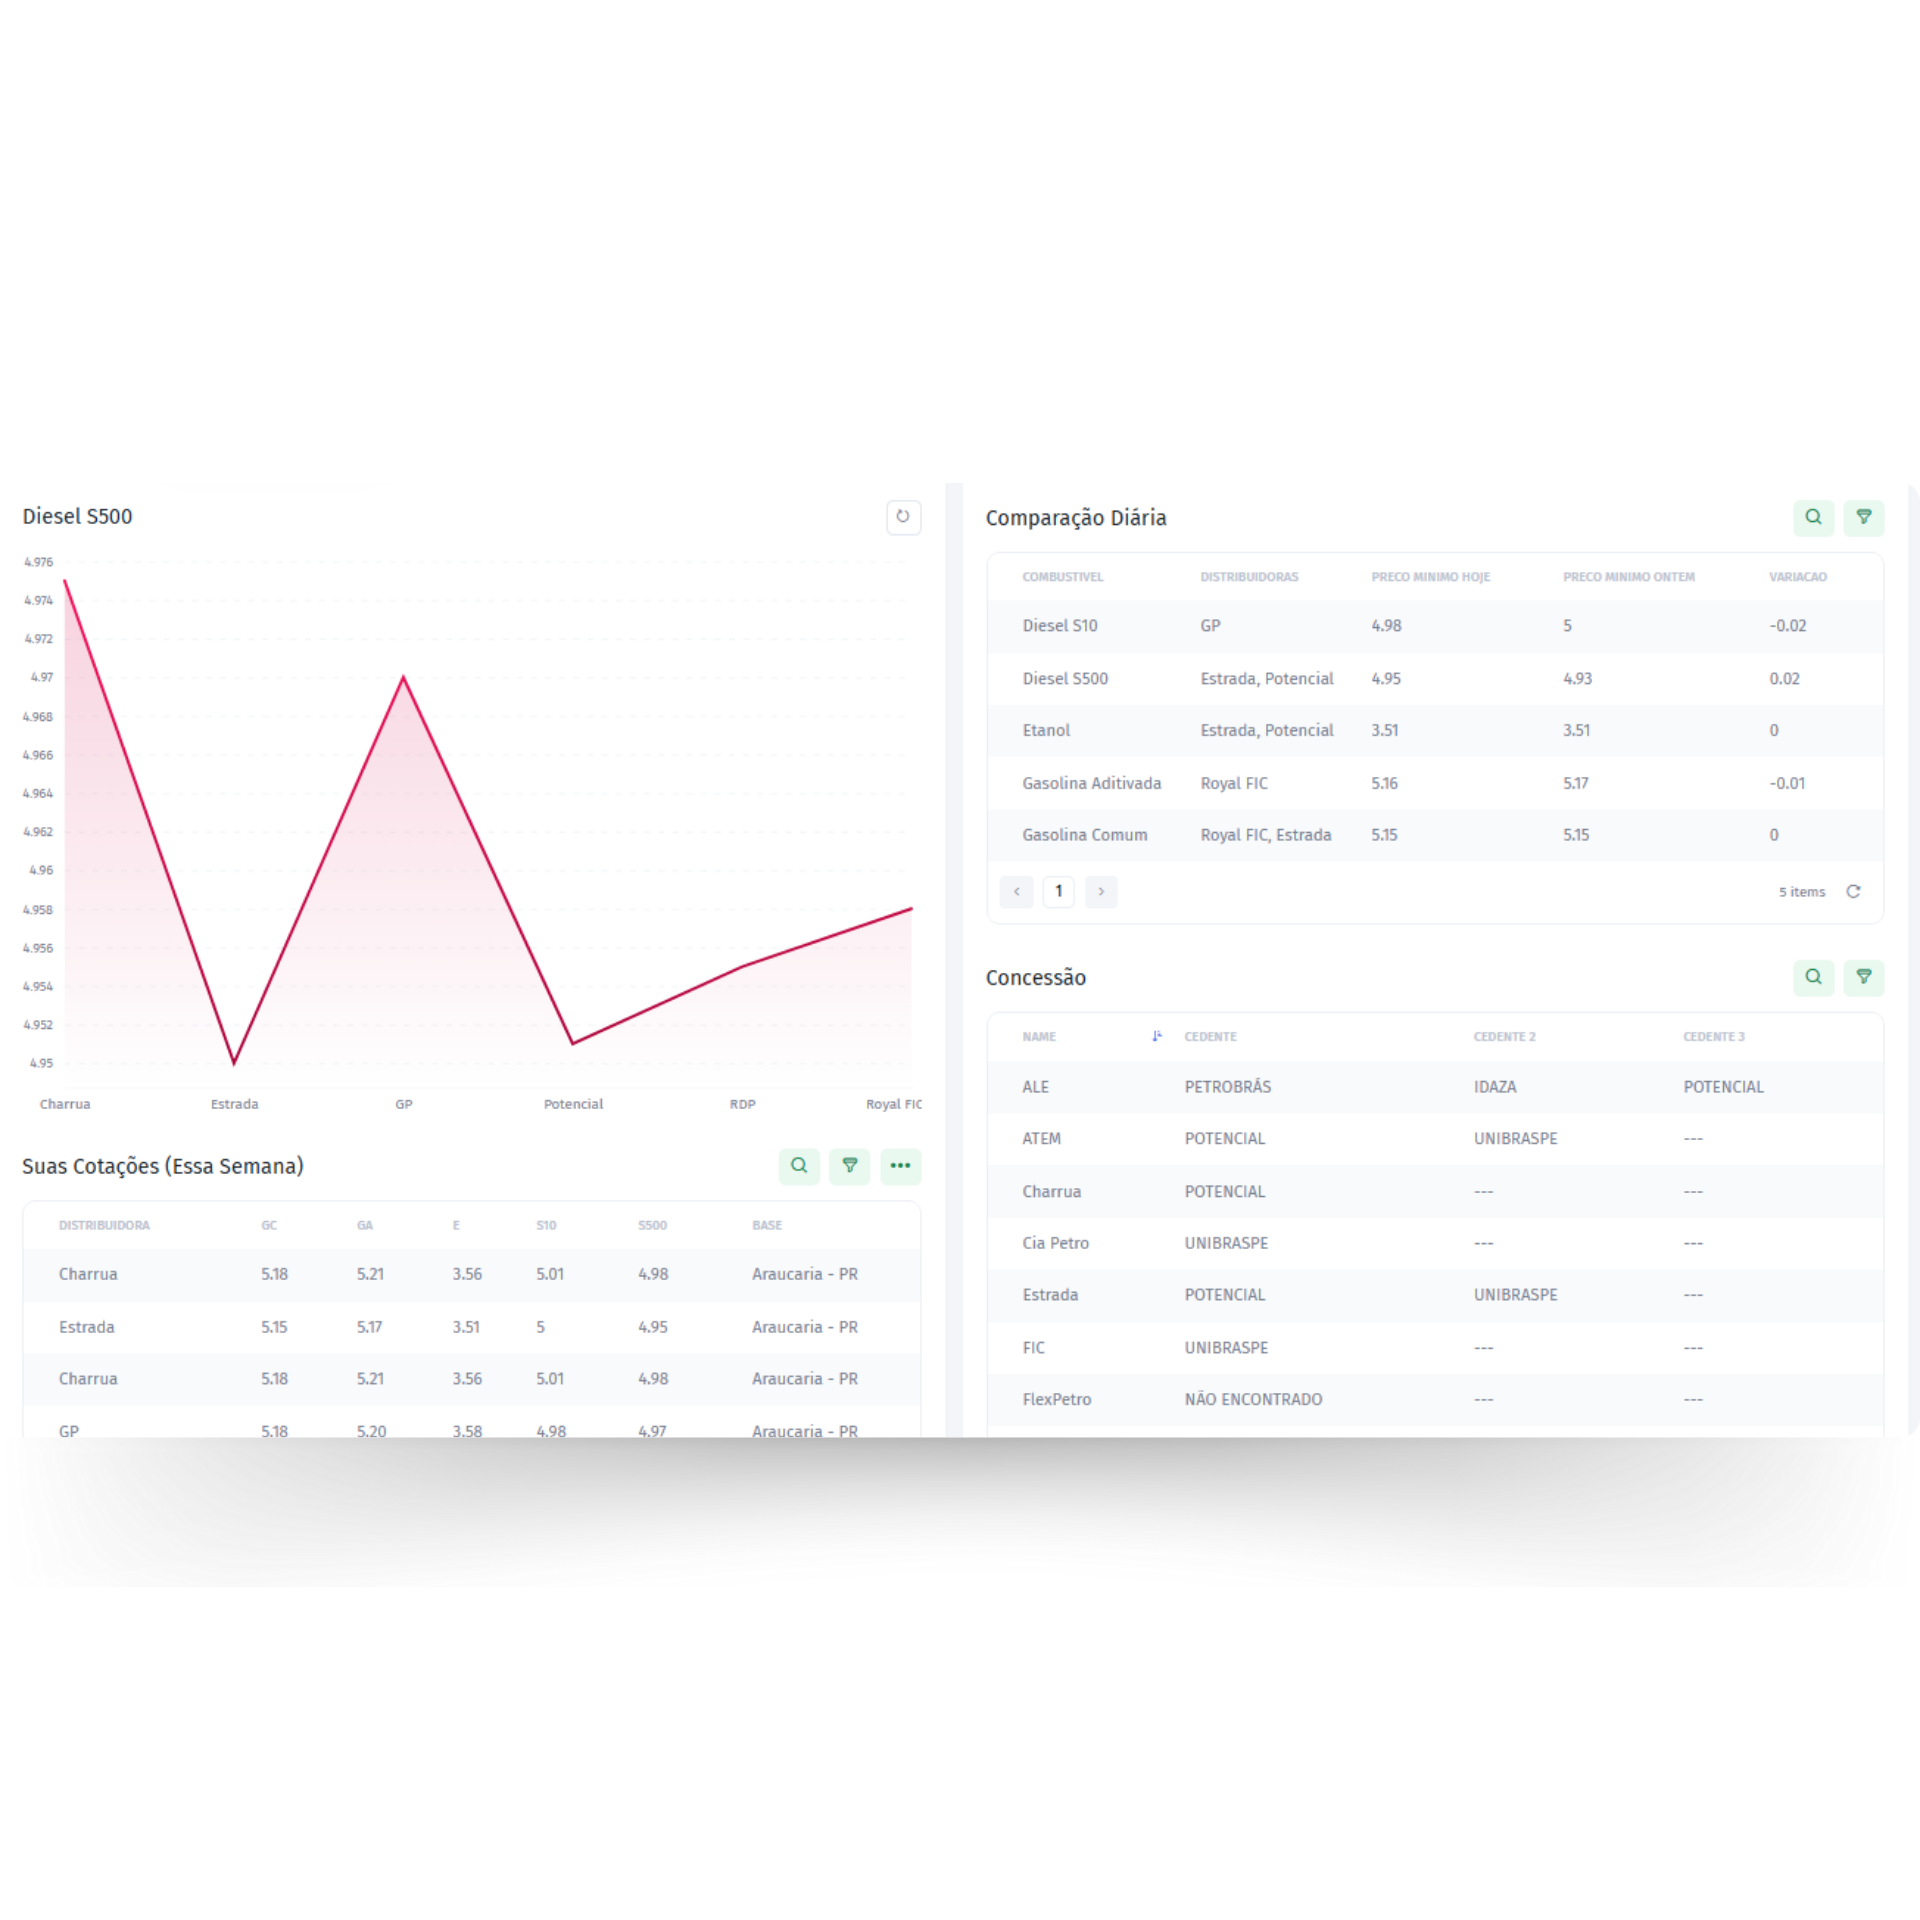 Diesel S500
4.976
4.974
4.972
4.97
4.968
4.966
4.964
4.962
4.96
4.958
4.956
4.954
4.952
4.95
Charrua Estrada GP Potencial RDP Royal FIC
Suas Cotações (Essa Semana)
DISTRIBUIDORA GC GA E S10 S500 BASE
Charrua 5.18 5.21 3.56 5.01 4.98 Araucaria - PR
Estrada 5.15 5.17 3.51 5 4.95 Araucaria - PR
Charrua 5.18 5.21 3.56 5.01 4.98 Araucaria - PR
GP 5.18 5.20 3.58 4.98 4.97 Araucaria - PR
Comparação Diária
COMBUSTIVEL DISTRIBUIDORAS PRECO MINIMO HOJE PRECO MINIMO ONTEM VARIACAO
Diesel S10 GP 4.98 5 -0.02
Diesel S500 Estrada, Potencial 4.95 4.93 0.02
Etanol Estrada, Potencial 3.51 3.51 0
Gasolina Aditivada Royal FIC 5.16 5.17 -0.01
Gasolina Comum Royal FIC, Estrada 5.15 5.15 0
1 5 items
Concessão
NAME CEDENTE CEDENTE 2 CEDENTE 3
ALE PETROBRÁS IDAZA POTENCIAL
ATEM POTENCIAL UNIBRASPE ---
Charrua POTENCIAL --- ---
Cia Petro UNIBRASPE --- ---
Estrada POTENCIAL UNIBRASPE ---
FIC UNIBRASPE --- ---
FlexPetro NÃO ENCONTRADO --- ---